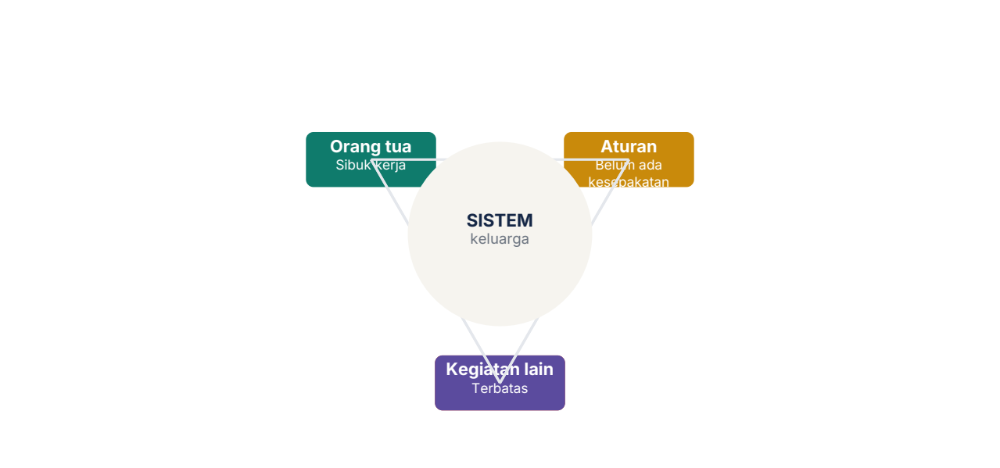 Orang tua
Sibuk kerja
Aturan
Belum ada
kesepakatan
SISTEM
keluarga
Kegiatan lain
Terbatas